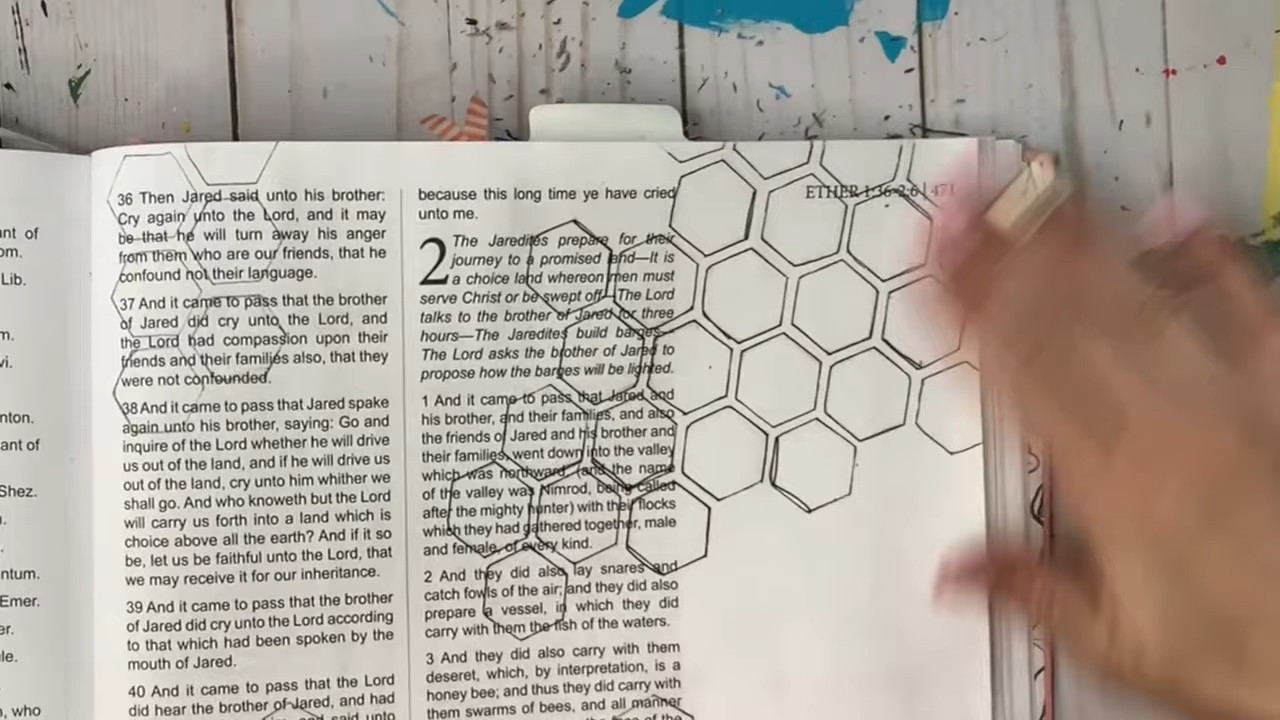 ant of
om.
Lib.
m.
vi.
nton.
ant of
Shez.
ntum.
Emer.
er.
le.
, who
36 Then Jared said unto his brother:
Cry again unto the Lord, and it may
be that he will turn away his anger
from them who are our friends, that he
confound not their language.
37 And it came to pass that the brother
of Jared did cry unto the Lord, and
the Lord had compassion upon their
friends and their families also, that they
were not confounded.
38 And it came to pass that Jared spake
again unto his brother, saying: Go and
inquire of the Lord whether he will drive
us out of the land, and if he will drive us
out of the land, cry unto him whither we
shall go. And who knoweth but the Lord
will carry us forth into a land which is
choice above all the earth? And if it so
be, let us be faithful unto the Lord, that
we may receive it for our inheritance.
39 And it came to pass that the brother
of Jared did cry unto the Lord according
to that which had been spoken by the
mouth of Jared.
40 And it came to pass that the Lord
did hear the brother of Jared, and had
and said unto
ETHER 1:36–2:6 | 471
because this long time ye have cried
unto me.
2 The Jaredites prepare for their
journey to a promised land—It is
a choice land whereon men must
serve Christ or be swept off—The Lord
talks to the brother of Jared for three
hours—The Jaredites build barges—
The Lord asks the brother of Jared to
propose how the barges will be lighted.
1 And it came to pass that Jared and
his brother, and their families, and also
the friends of Jared and his brother and
their families, went down into the valley
which was northward, (and the name
of the valley was Nimrod, being called
after the mighty hunter) with their flocks
which they had gathered together, male
and female, of every kind.
2 And they did also lay snares and
catch fowls of the air; and they did also
prepare a vessel, in which they did
carry with them the fish of the waters.
3 And they did also carry with them
deseret, which, by interpretation, is a
honey bee; and thus they did carry with
them swarms of bees, and all manner
of the